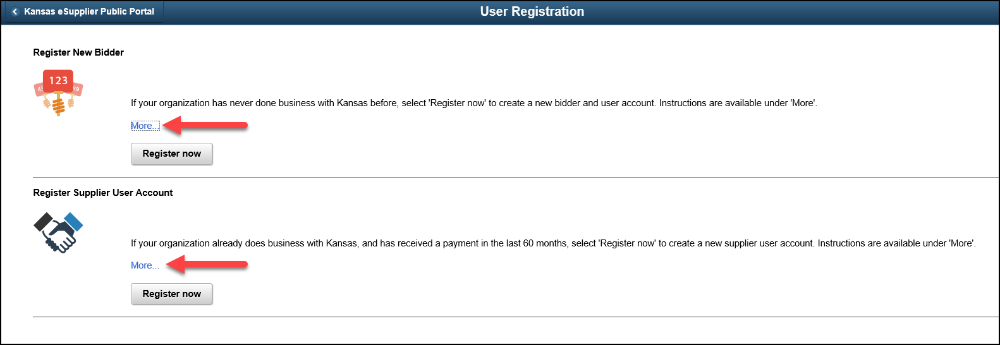 Kansas eSupplier Public Portal
User Registration
Register New Bidder
123
45
99
If your organization has never done business with Kansas before, select 'Register now' to create a new bidder and user account. Instructions are available under 'More'.
More...
Register now
Register Supplier User Account
If your organization already does business with Kansas, and has received a payment in the last 60 months, select 'Register now' to create a new supplier user account. Instructions are available under 'More'.
More...
Register now